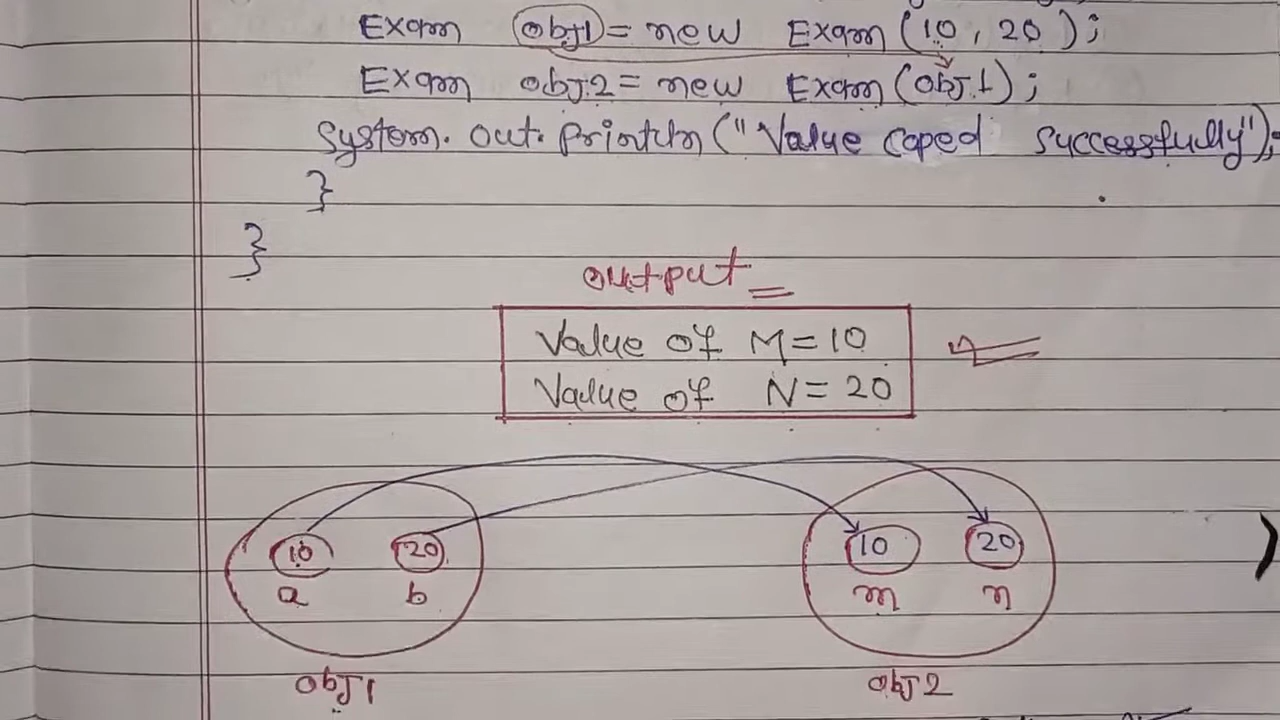 Exam obj1 = new Exam (10, 20);
Exam obj2 = new Exam (obj1);
System.out.println ("Value coped successfully");
}
}
output =
Value of M = 10
Value of N = 20
10 20 10 20
a b m n
obj1 obj2